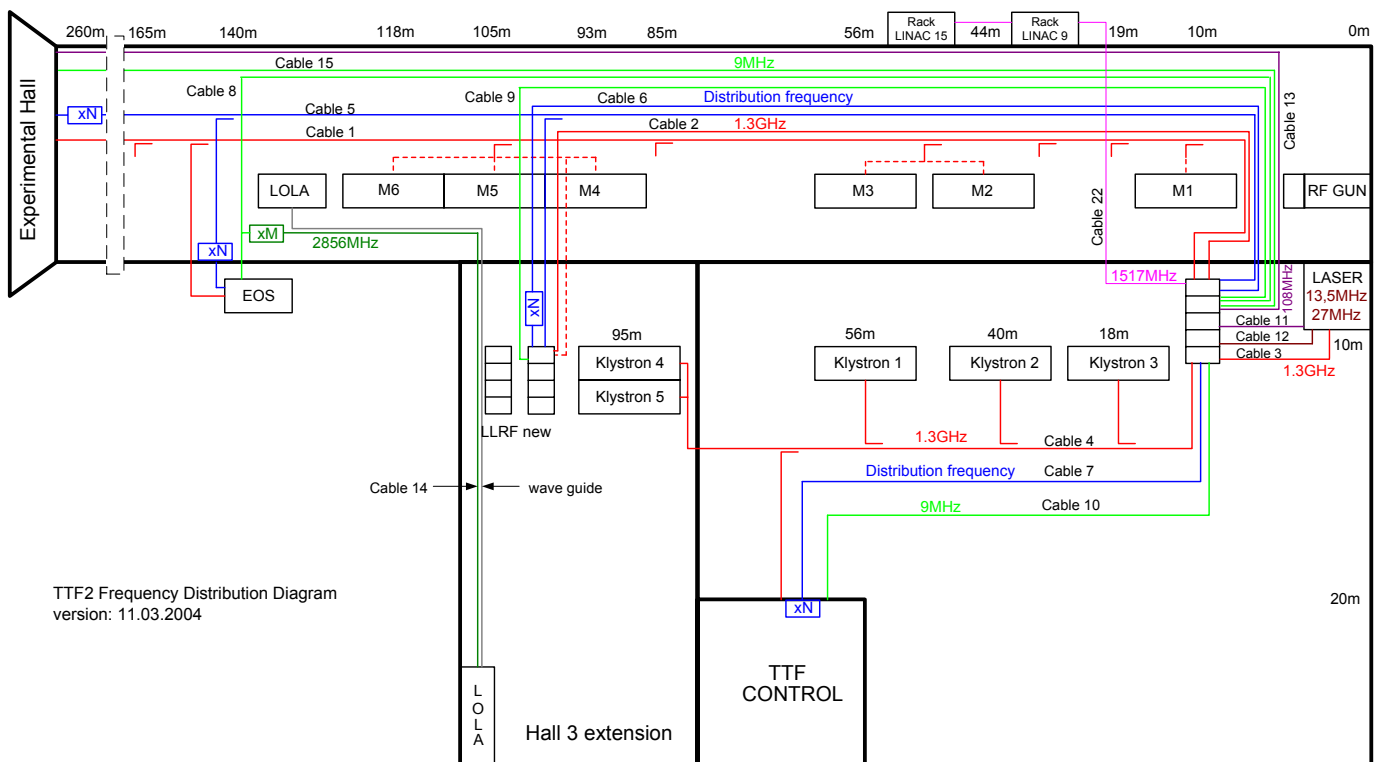 260m
165m
140m
118m
105m
93m
85m
56m
Rack
LINAC 15
44m
Rack
LINAC 9
19m
10m
0m
Experimental Hall
Cable 15
9MHz
Cable 8
Cable 9
Cable 6
Distribution frequency
Cable 13
xN
Cable 5
Cable 1
Cable 2
1.3GHz
LOLA
M6
M5
M4
M3
M2
M1
RF GUN
Cable 22
xM
2856MHz
xN
EOS
xN
1517MHz
108MHz
LASER
13,5MHz
27MHz
Cable 11
Cable 12
Cable 3
10m
1.3GHz
95m
56m
40m
18m
Klystron 4
Klystron 5
Klystron 1
Klystron 2
Klystron 3
LLRF new
1.3GHz
Cable 4
Distribution frequency
Cable 7
Cable 14
wave guide
9MHz
Cable 10
TTF2 Frequency Distribution Diagram
version: 11.03.2004
xN
20m
TTF
CONTROL
LOLA
Hall 3 extension